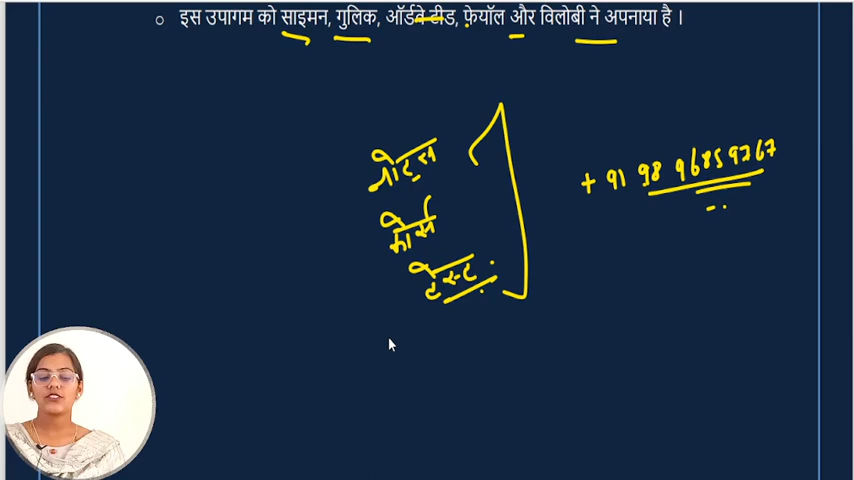 ○ इस उपागम को साइमन, गुलिक, ऑर्डवे टीड, फ़ेयॉल और विलोबी ने अपनाया है ।
नोट्स
कोर्स
टेस्ट
+ 91 98 96859767